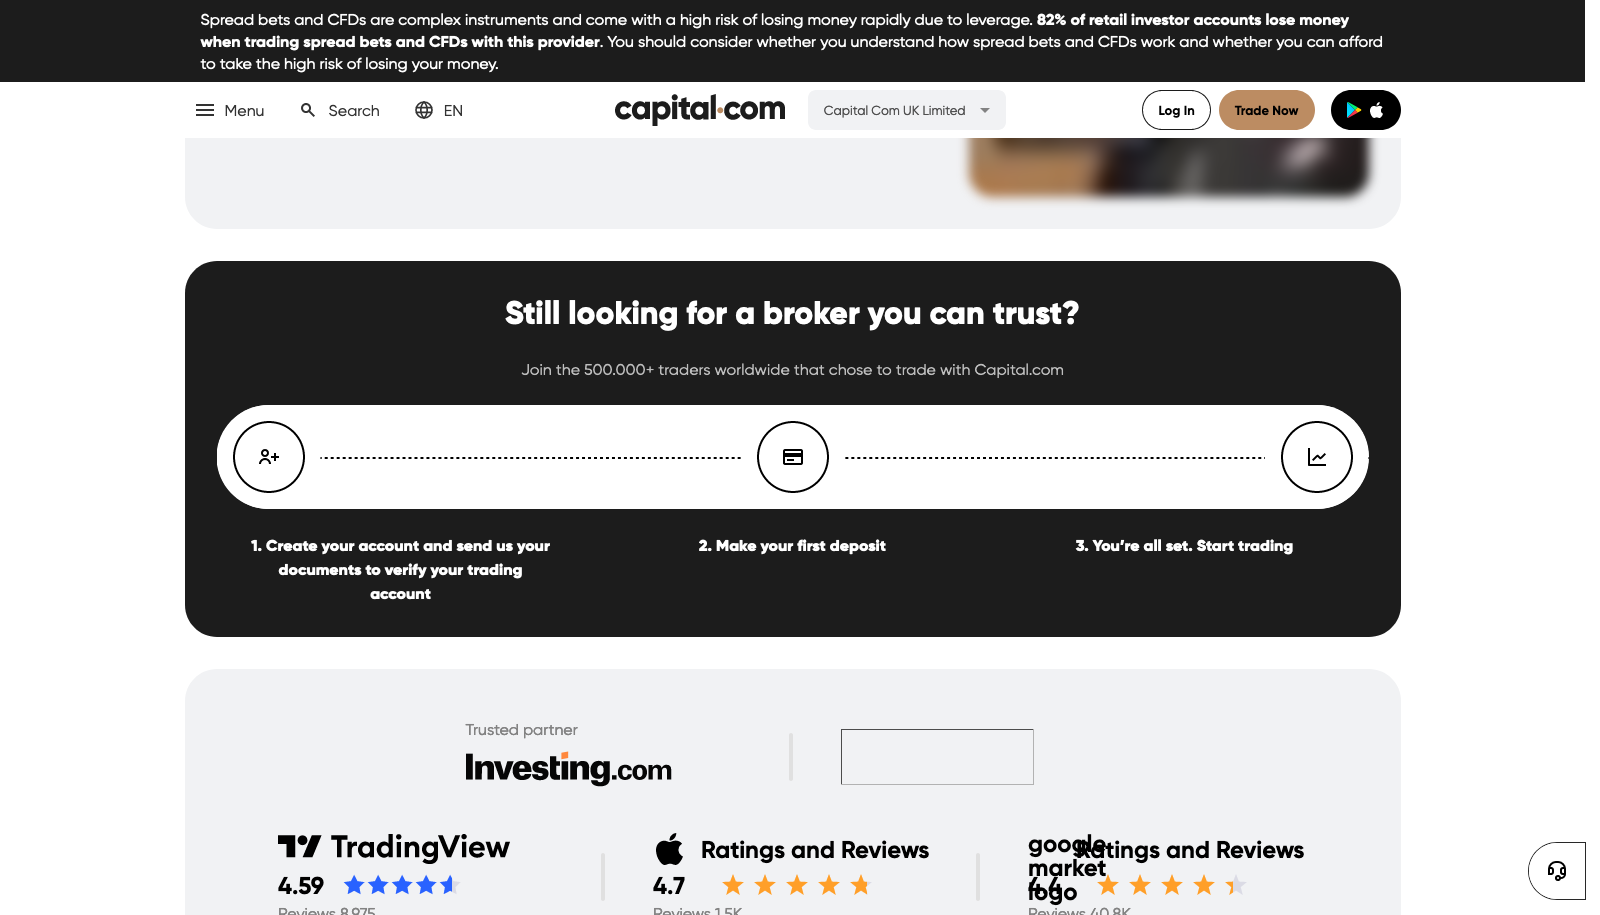 Spread bets and CFDs are complex instruments and come with a high risk of losing money rapidly due to leverage. 82% of retail investor accounts lose money
when trading spread bets and CFDs with this provider. You should consider whether you understand how spread bets and CFDs work and whether you can afford
to take the high risk of losing your money.
Menu
Search
EN
capital.com
Capital Com UK Limited
Log In
Trade Now
Still looking for a broker you can trust?
Join the 500.000+ traders worldwide that chose to trade with Capital.com
1. Create your account and send us your
documents to verify your trading
account
2. Make your first deposit
3. You’re all set. Start trading
Trusted partner
Investing.com
TradingView
4.59
Reviews 8,975
Ratings and Reviews
4.7
Reviews 1.5K
google
market
logo
Ratings and Reviews
4.4
Reviews 40.8K